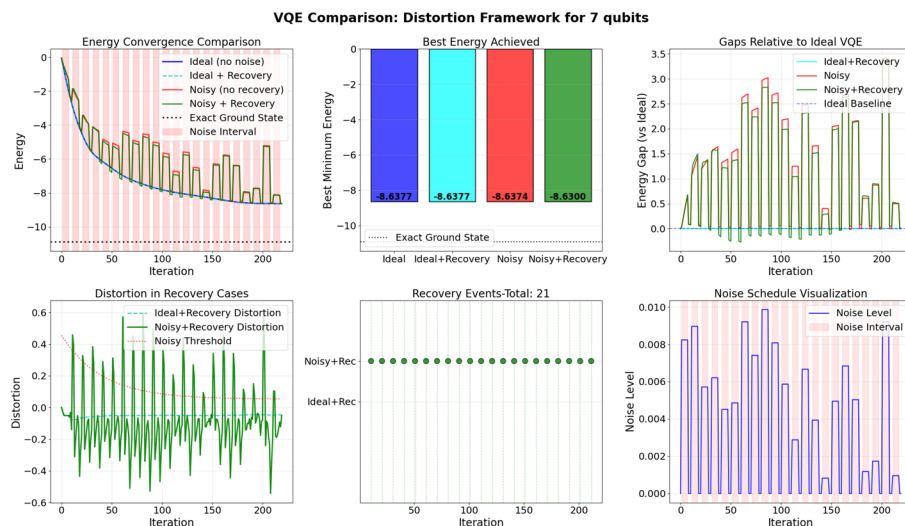 VQE Comparison: Distortion Framework for 7 qubits
Energy Convergence Comparison
Energy
0
−2
−4
−6
−8
−10
0
50
100
150
200
Iteration
Ideal (no noise)
Ideal + Recovery
Noisy (no recovery)
Noisy + Recovery
Exact Ground State
Noise Interval
Best Energy Achieved
Best Minimum Energy
0
−2
−4
−6
−8
−10
-8.6377
-8.6377
-8.6374
-8.6300
Exact Ground State
Ideal
Ideal+Recovery
Noisy
Noisy+Recovery
Gaps Relative to Ideal VQE
Energy Gap (vs Ideal)
3.5
3.0
2.5
2.0
1.5
1.0
0.5
0.0
0
50
100
150
200
Iteration
Ideal+Recovery
Noisy
Noisy+Recovery
Ideal Baseline
Distortion in Recovery Cases
Distortion
0.6
0.4
0.2
0.0
−0.2
−0.4
−0.6
0
50
100
150
200
Iteration
Ideal+Recovery Distortion
Noisy+Recovery Distortion
Noisy Threshold
Recovery Events-Total: 21
Noisy+Rec
Ideal+Rec
50
100
150
200
Iteration
Noise Schedule Visualization
Noise Level
0.010
0.008
0.006
0.004
0.002
0.000
0
50
100
150
200
Iteration
Noise Level
Noise Interval